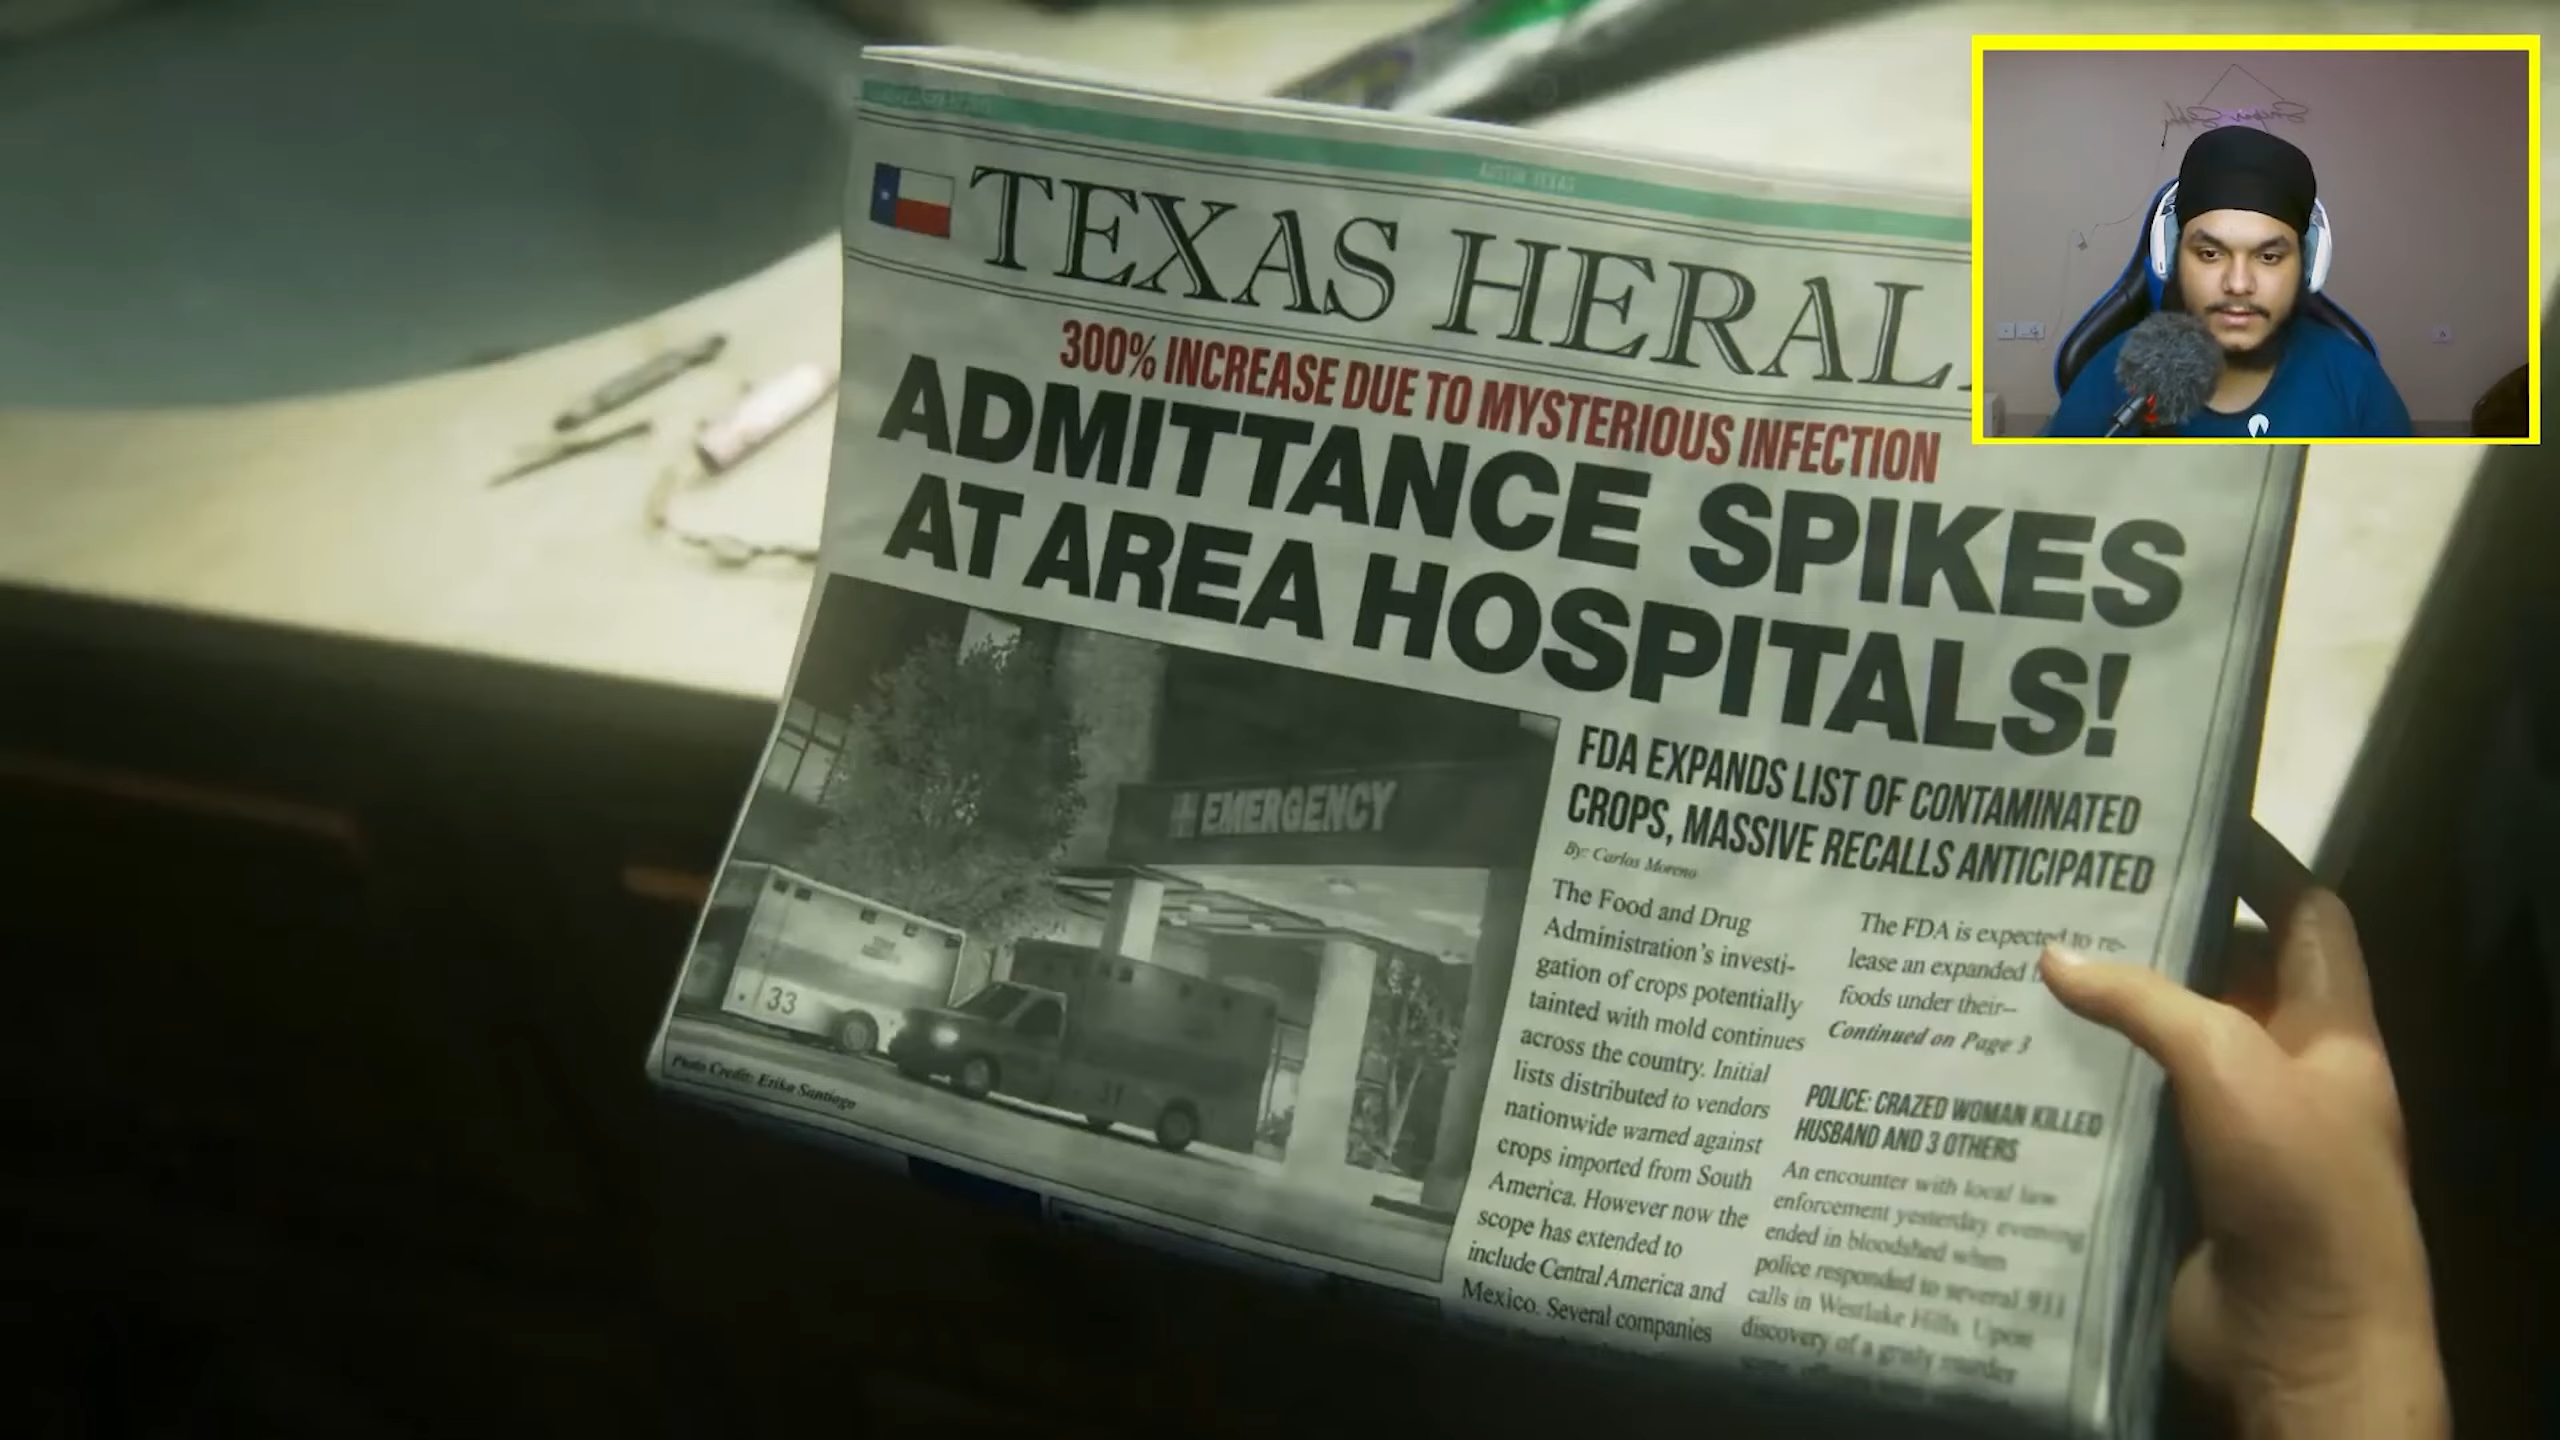 AUSTIN, TEXAS
TEXAS HERAL
300% INCREASE DUE TO MYSTERIOUS INFECTION
ADMITTANCE SPIKES
AT AREA HOSPITALS!
EMERGENCY
33
31
Photo Credit: Erika Santiago
FDA EXPANDS LIST OF CONTAMINATED
CROPS, MASSIVE RECALLS ANTICIPATED
By: Carlos Moreno
The Food and Drug
Administration's investi-
gation of crops potentially
tainted with mold continues
across the country. Initial
lists distributed to vendors
nationwide warned against
crops imported from South
America. However now the
scope has extended to
include Central America and
Mexico. Several companies
The FDA is expected to re-
lease an expanded
foods under their--
Continued on Page 3
POLICE: CRAZED WOMAN KILLED
HUSBAND AND 3 OTHERS
An encounter with local law
enforcement yesterday evening
ended in bloodshed when
police responded to several 911
calls in Westlake Hills. Upon
discovery of a grisly murder